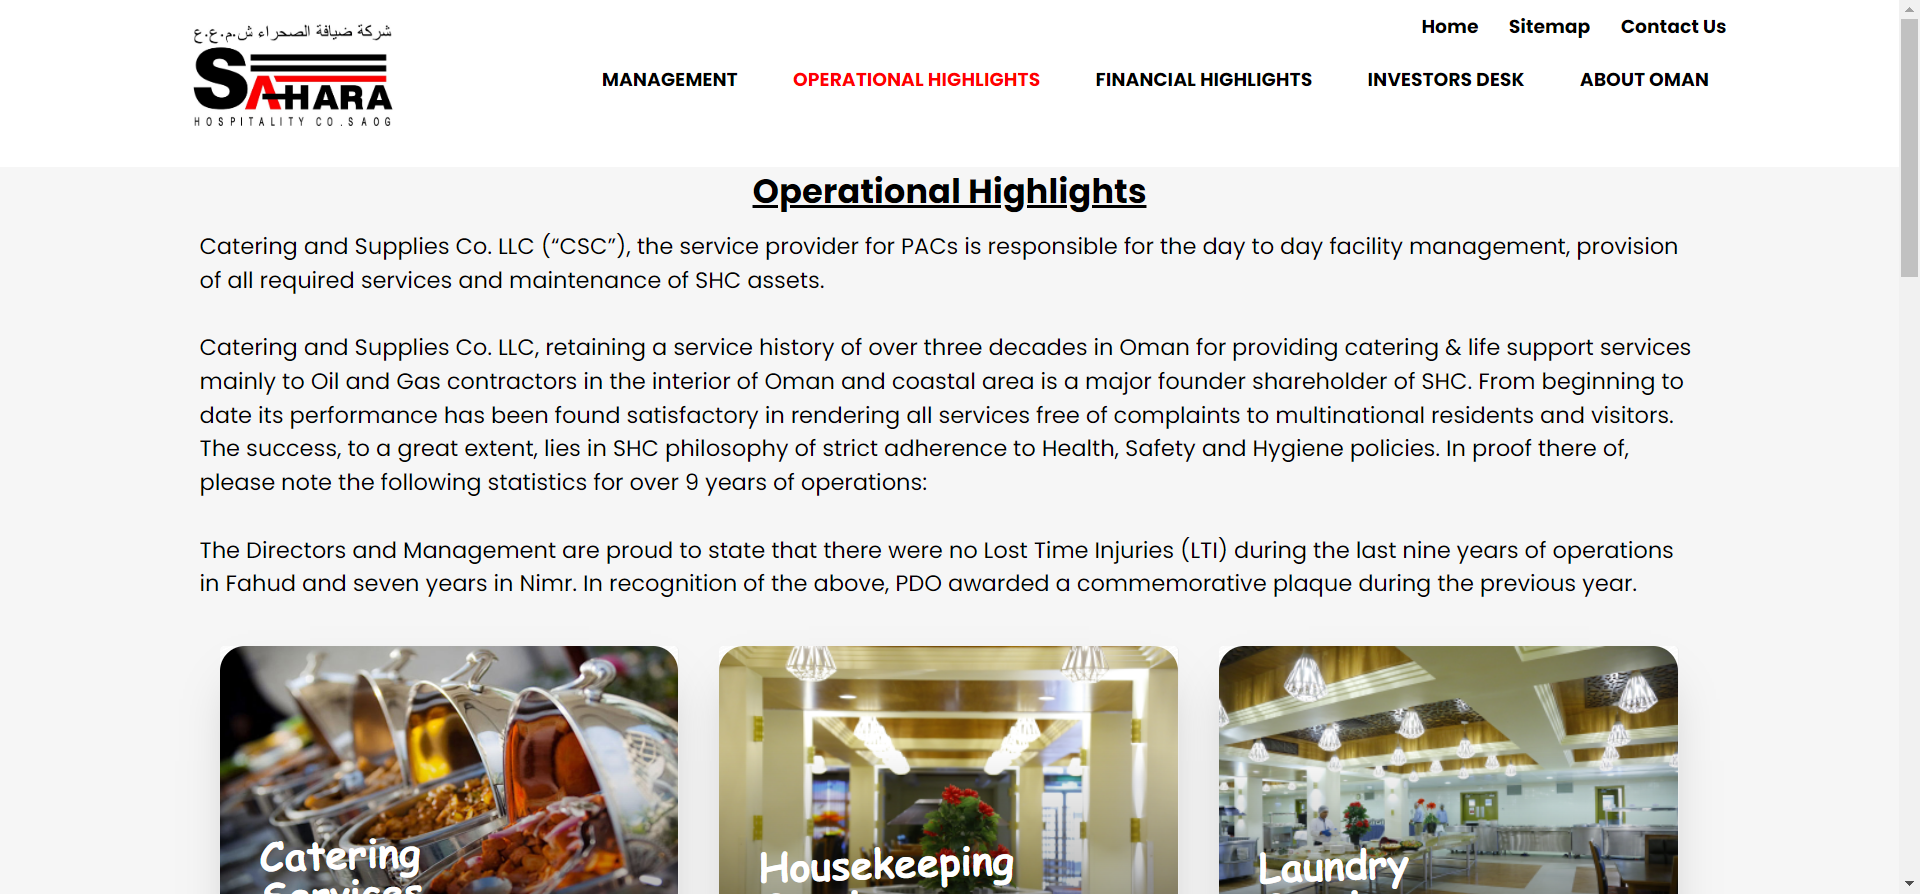 شركة ضيافة الصحراء ش.م.ع.ع
SAHARA
HOSPITALITY CO.SAOG
Home Sitemap Contact Us
MANAGEMENT OPERATIONAL HIGHLIGHTS FINANCIAL HIGHLIGHTS INVESTORS DESK ABOUT OMAN
Operational Highlights
Catering and Supplies Co. LLC (“CSC”), the service provider for PACs is responsible for the day to day facility management, provision
of all required services and maintenance of SHC assets.
Catering and Supplies Co. LLC, retaining a service history of over three decades in Oman for providing catering & life support services
mainly to Oil and Gas contractors in the interior of Oman and coastal area is a major founder shareholder of SHC. From beginning to
date its performance has been found satisfactory in rendering all services free of complaints to multinational residents and visitors.
The success, to a great extent, lies in SHC philosophy of strict adherence to Health, Safety and Hygiene policies. In proof there of,
please note the following statistics for over 9 years of operations:
The Directors and Management are proud to state that there were no Lost Time Injuries (LTI) during the last nine years of operations
in Fahud and seven years in Nimr. In recognition of the above, PDO awarded a commemorative plaque during the previous year.
Catering
Services
Housekeeping
Laundry